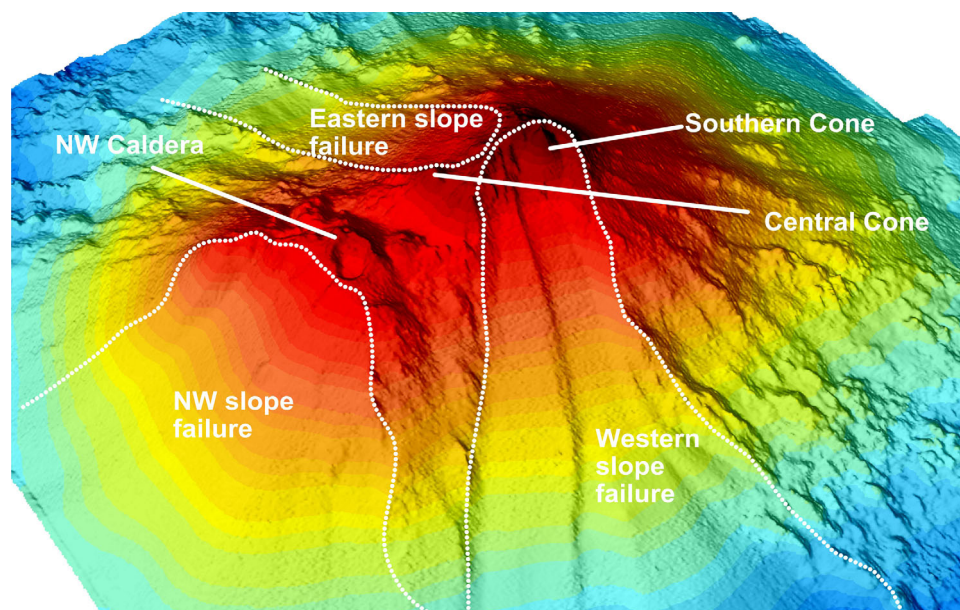 Eastern slope
failure
Southern Cone
NW Caldera
Central Cone
NW slope
failure
Western
slope
failure